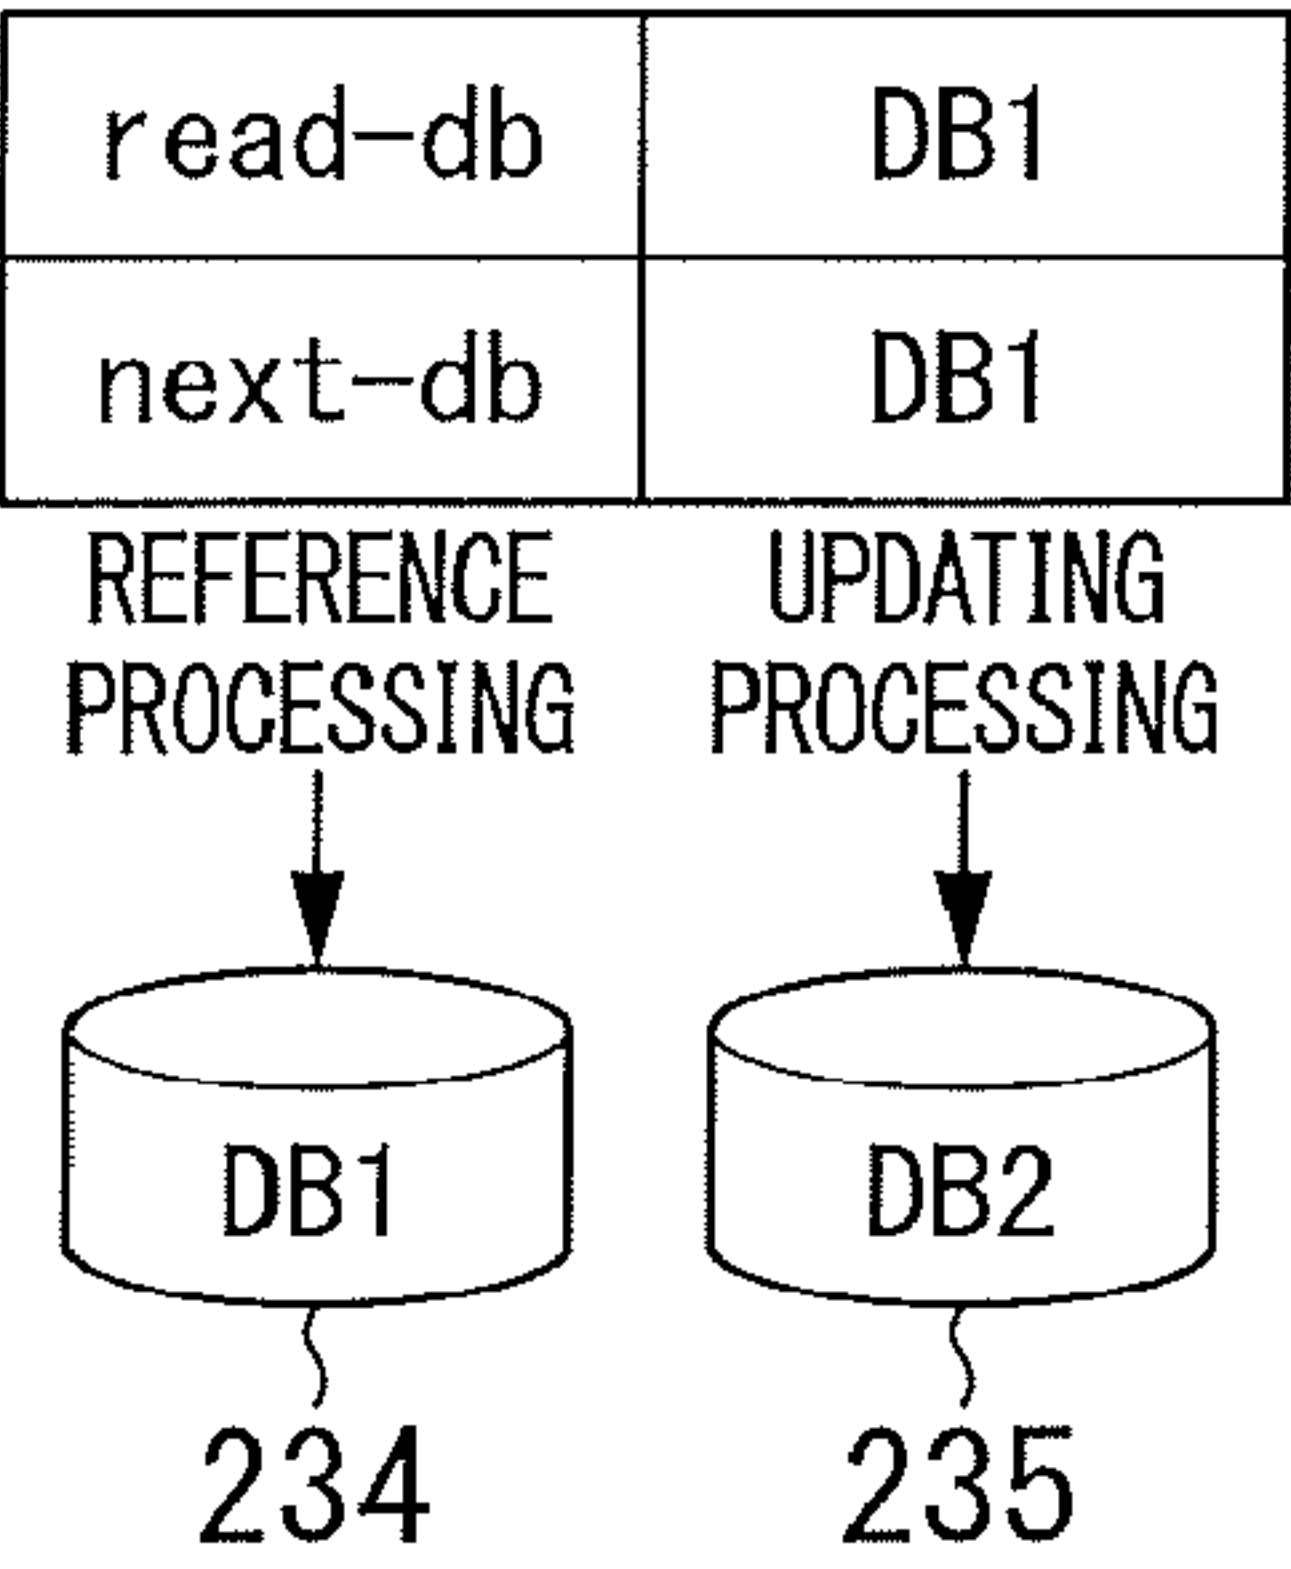 read-db DB1
next-db DB1
REFERENCE UPDATING
PROCESSING PROCESSING
DB1 DB2
234 235